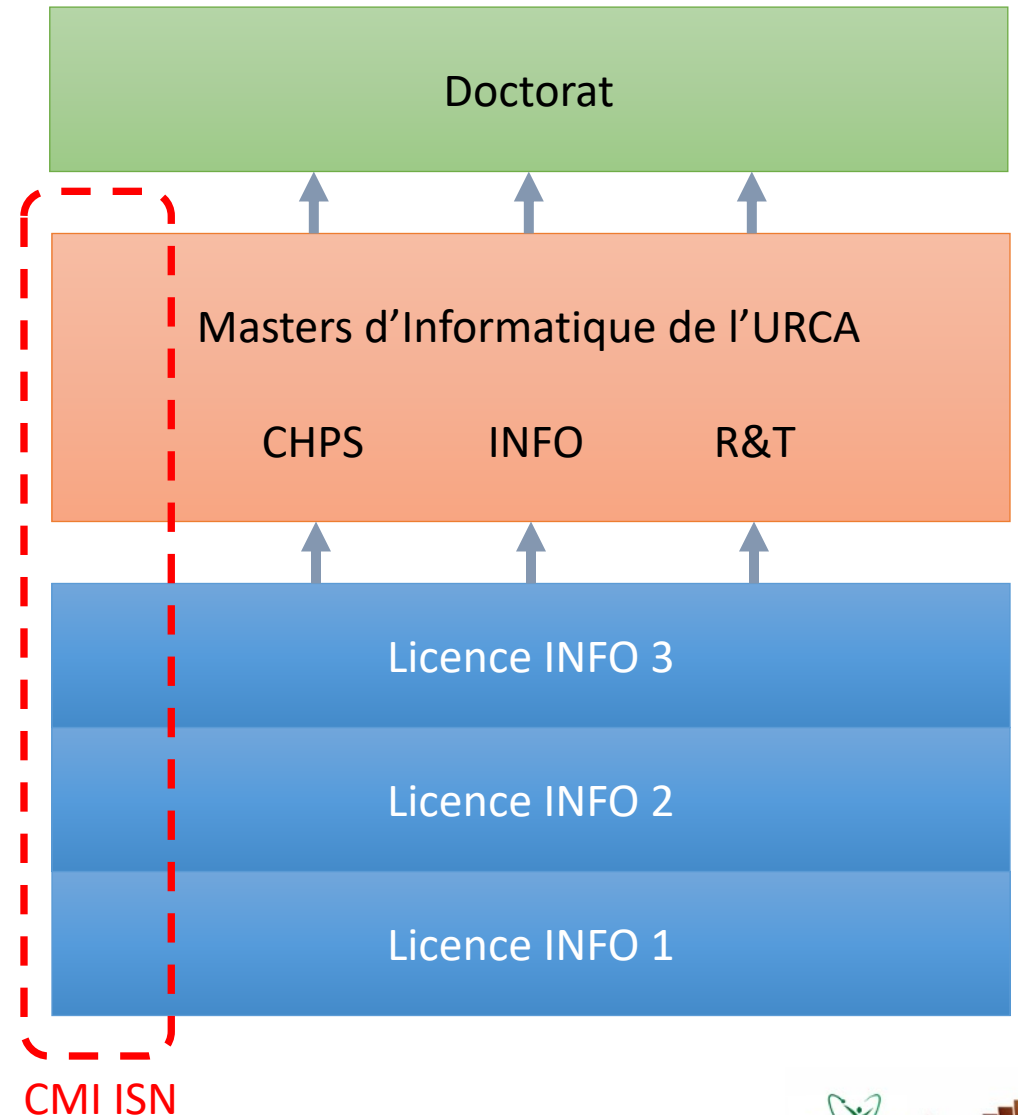 Doctorat
Masters d’Informatique de l’URCA
CHPS INFO R&T
Licence INFO 3
Licence INFO 2
Licence INFO 1
CMI ISN